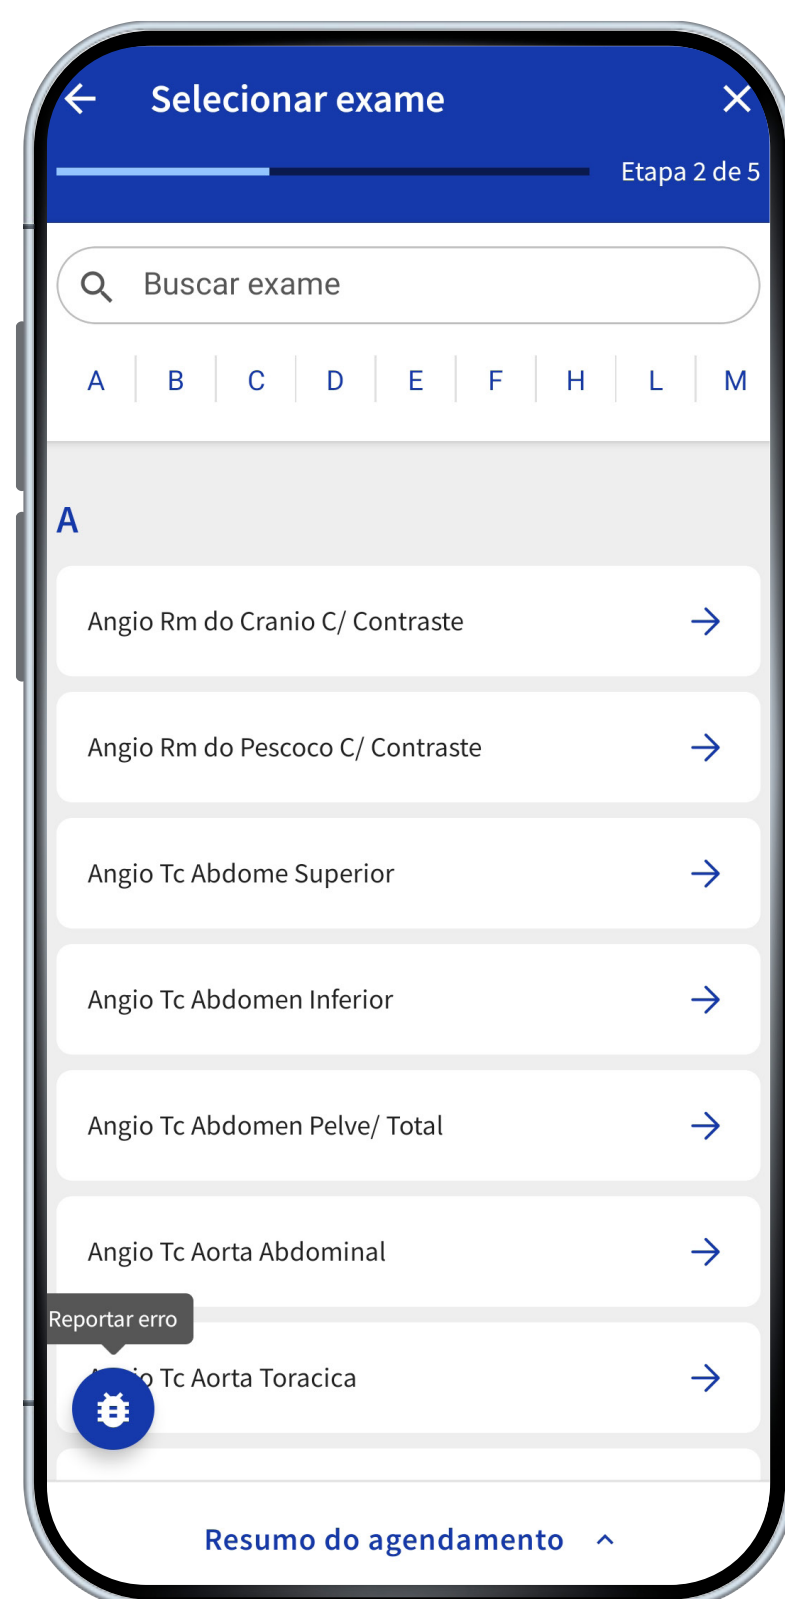 Selecionar exame
Etapa 2 de 5
Buscar exame
A B C D E F H L M
A
Angio Rm do Cranio C/ Contraste
Angio Rm do Pescoco C/ Contraste
Angio Tc Abdome Superior
Angio Tc Abdomen Inferior
Angio Tc Abdomen Pelve/ Total
Angio Tc Aorta Abdominal
Reportar erro
Tc Aorta Toracica
Resumo do agendamento